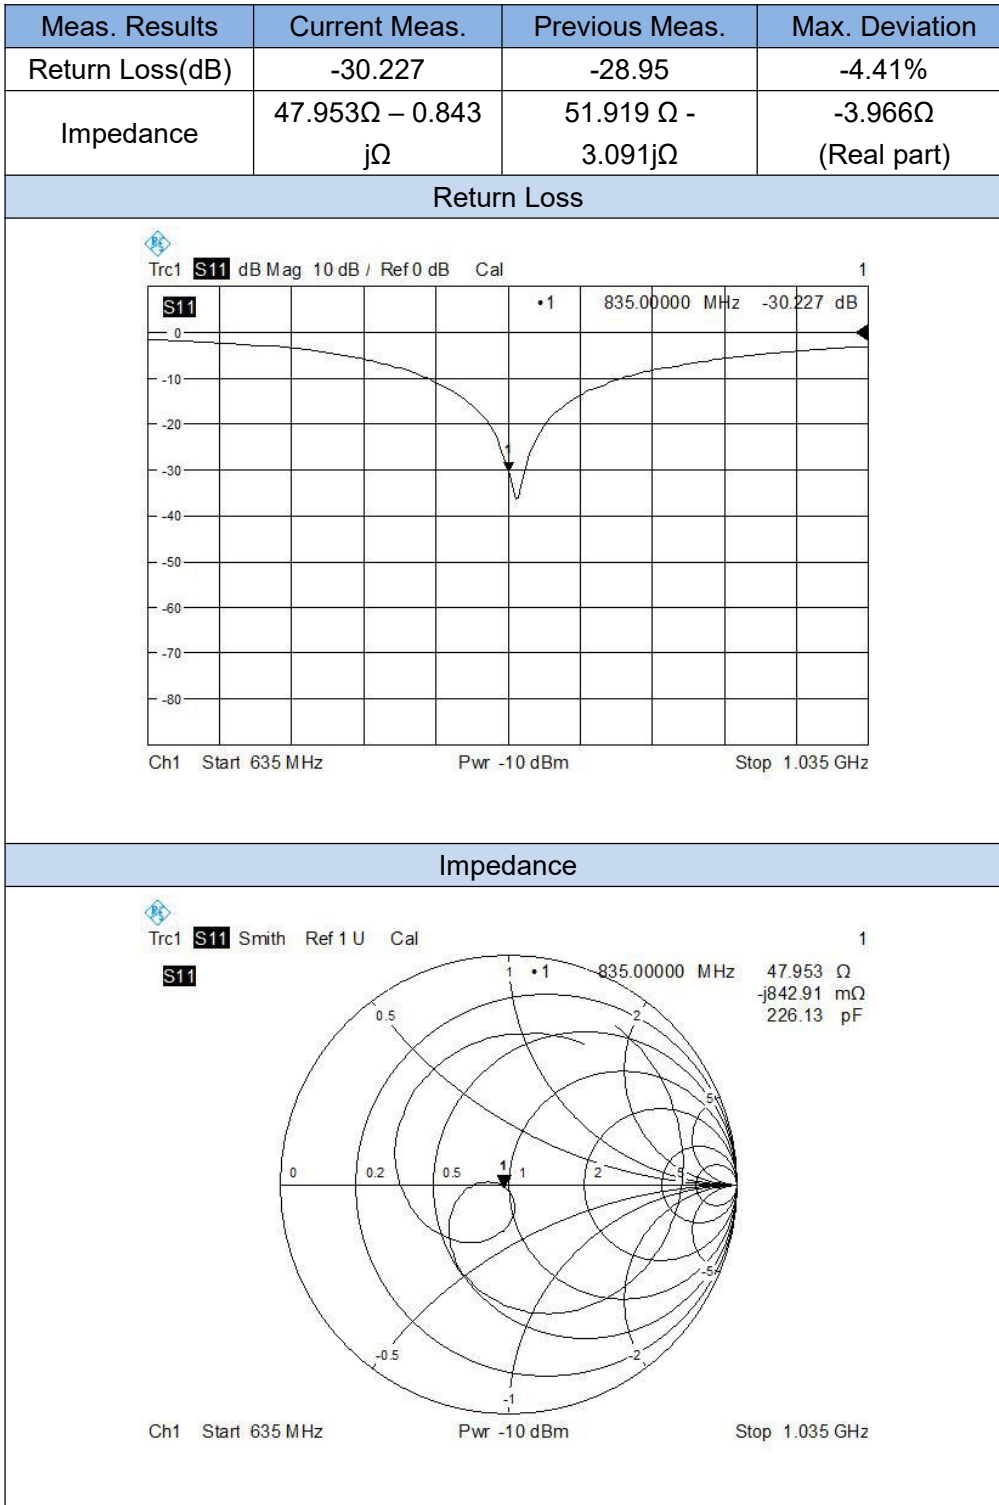 Meas. Results Current Meas. Previous Meas. Max. Deviation
Return Loss(dB) -30.227 -28.95 -4.41%
Impedance 47.953Ω – 0.843 jΩ 51.919 Ω - 3.091jΩ -3.966Ω (Real part)
Return Loss
Trc1 S11 dB Mag 10 dB / Ref 0 dB Cal 1
S11 •1 835.00000 MHz -30.227 dB
0
-10
-20
1
-30
-40
-50
-60
-70
-80
Ch1 Start 635 MHz Pwr -10 dBm Stop 1.035 GHz
Impedance
Trc1 S11 Smith Ref 1 U Cal 1
S11 1 •1 835.00000 MHz 47.953 Ω
-j842.91 mΩ
0.5 2 226.13 pF
5
0 0.2 0.5 1 1 2 5
-5
-0.5 -2
-1
Ch1 Start 635 MHz Pwr -10 dBm Stop 1.035 GHz